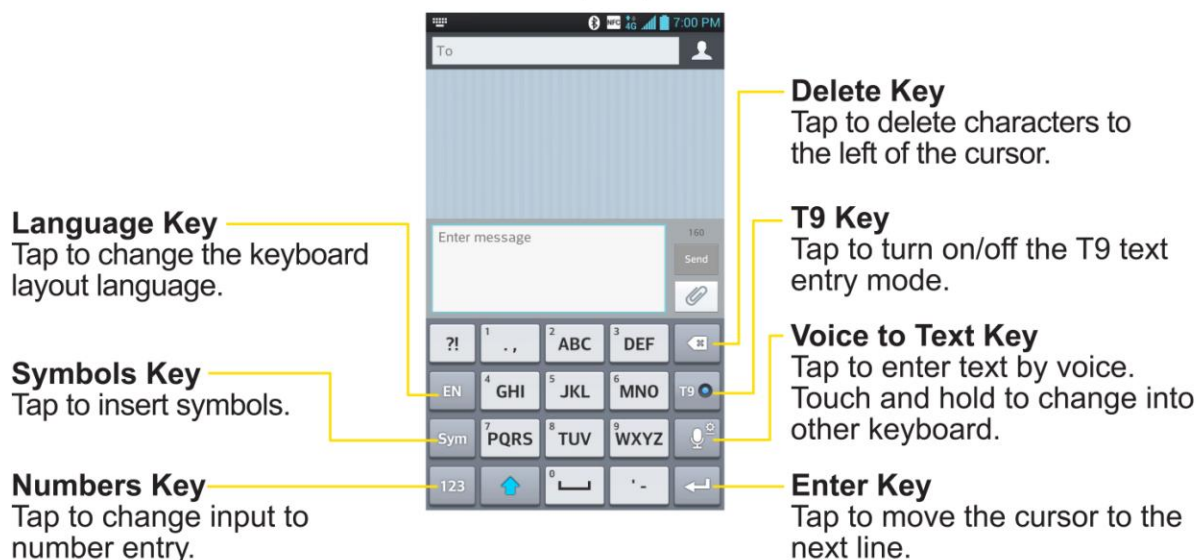 NFC 4G 7:00 PM
To
Enter message
160
Send
?! 1 ., 2 ABC 3 DEF
EN 4 GHI 5 JKL 6 MNO T9
Sym 7 PQRS 8 TUV 9 WXYZ
123 0 ' -
Language Key
Tap to change the keyboard
layout language.
Symbols Key
Tap to insert symbols.
Numbers Key
Tap to change input to
number entry.
Delete Key
Tap to delete characters to
the left of the cursor.
T9 Key
Tap to turn on/off the T9 text
entry mode.
Voice to Text Key
Tap to enter text by voice.
Touch and hold to change into
other keyboard.
Enter Key
Tap to move the cursor to the
next line.